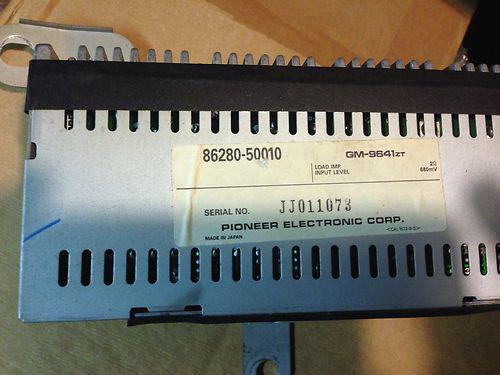 86280-50010
GM-9641ZT
LOAD IMP. 2Ω
INPUT LEVEL 680mV
SERIAL NO. JJ011073
PIONEER ELECTRONIC CORP.
MADE IN JAPAN